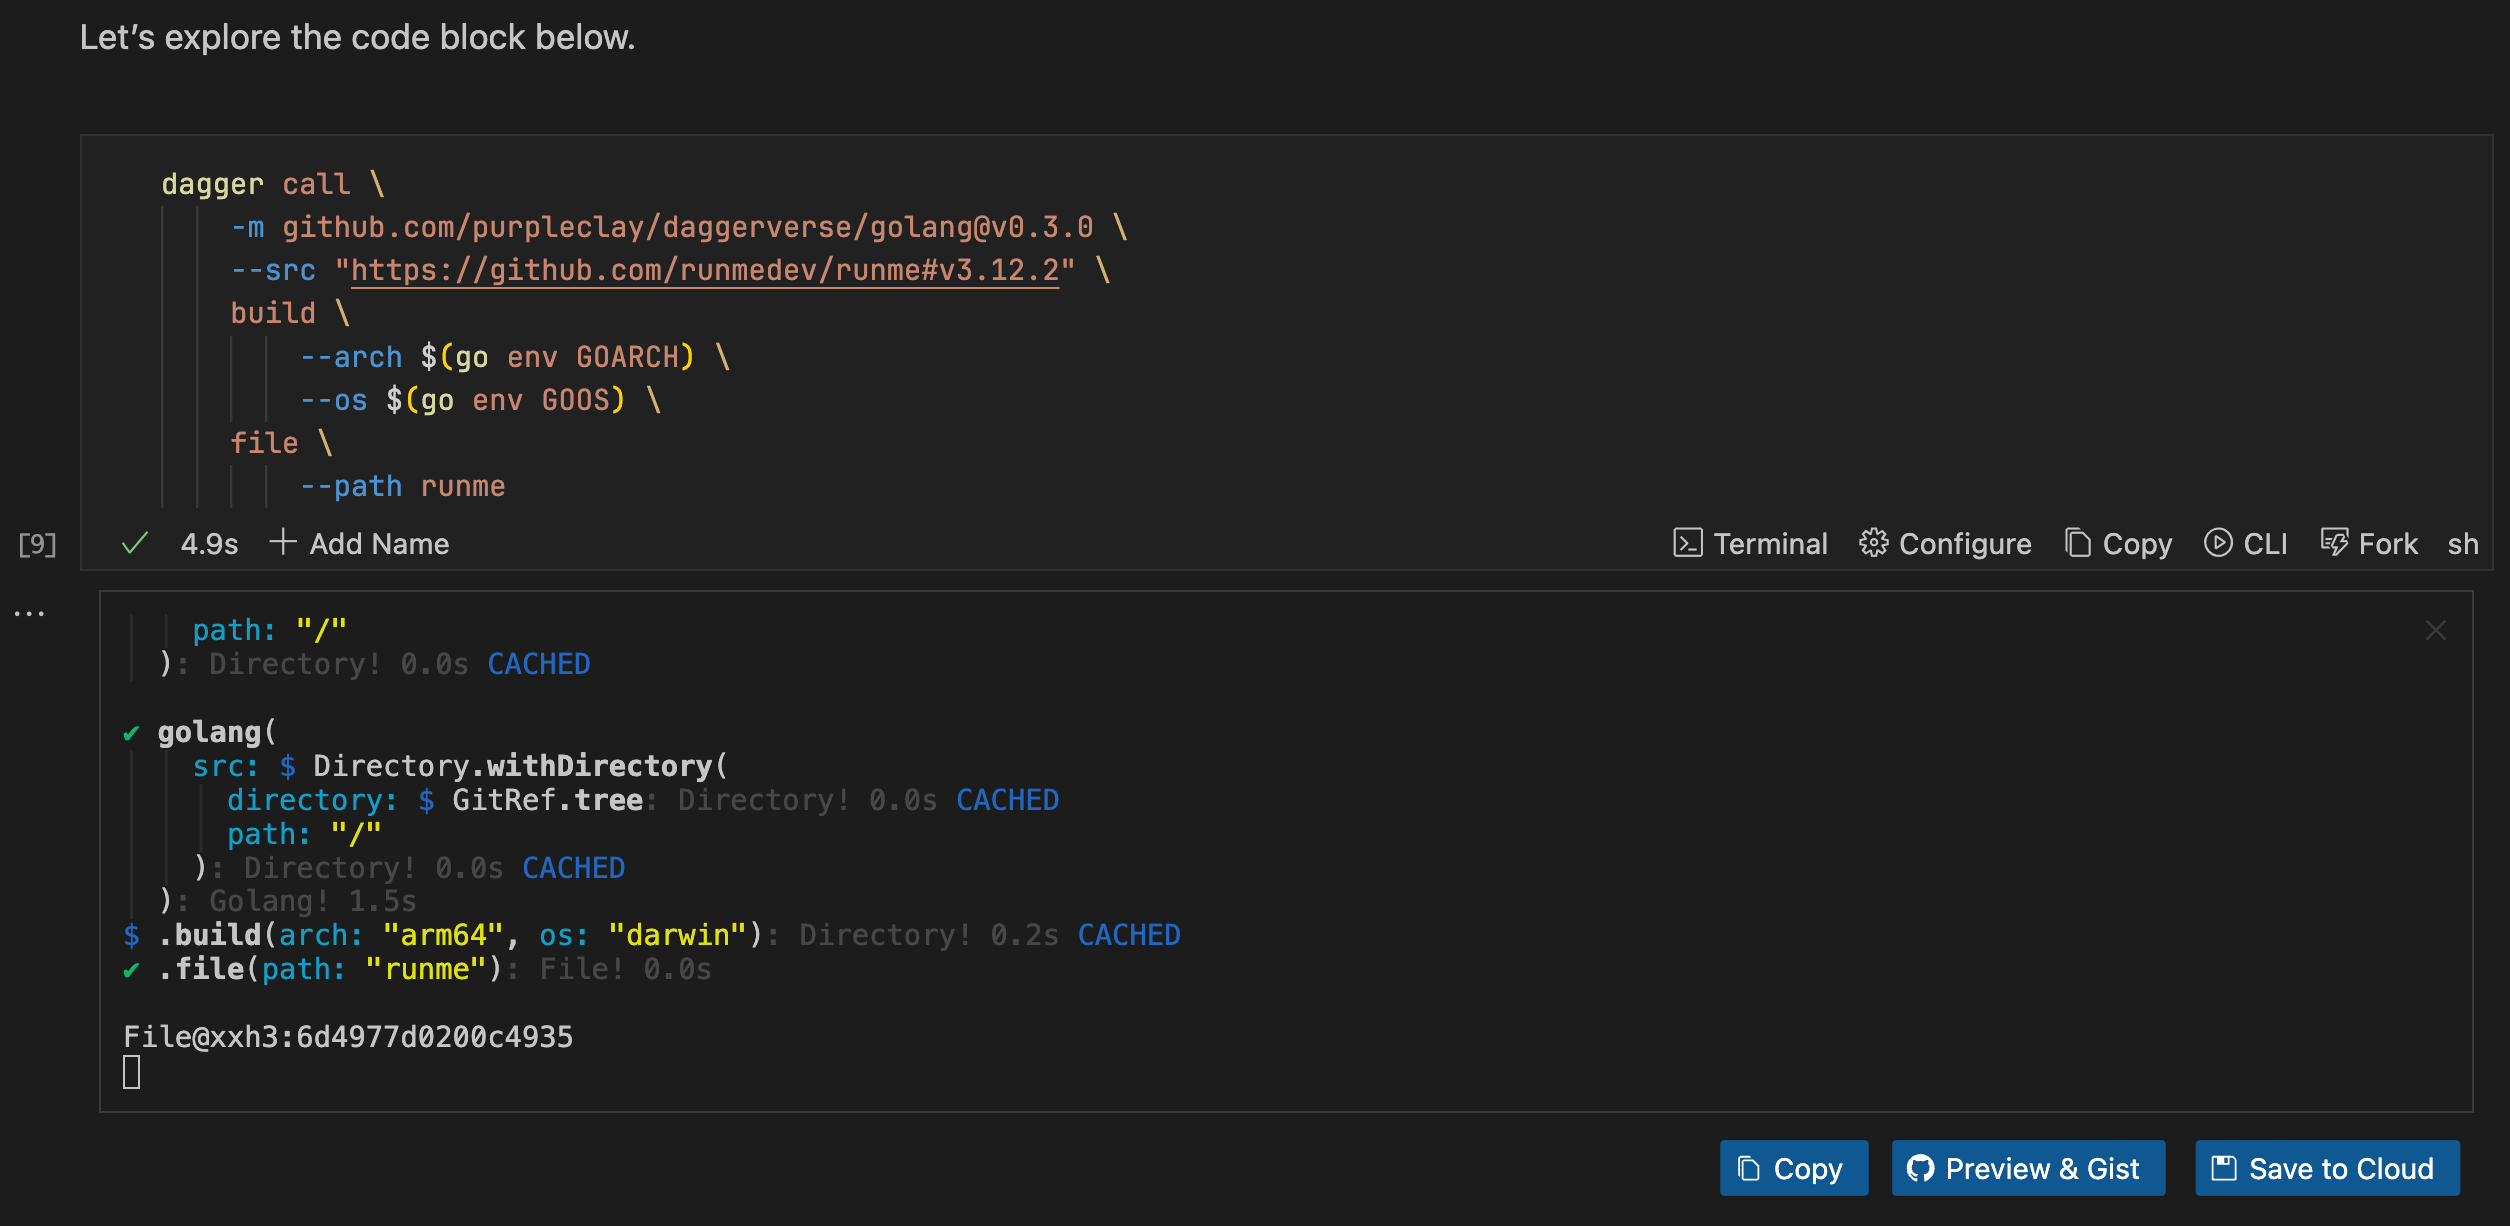 Let's explore the code block below.
dagger call \
-m github.com/purpleclay/daggerverse/golang@v0.3.0 \
--src "https://github.com/runmedev/runme#v3.12.2" \
build \
--arch $(go env GOARCH) \
--os $(go env GOOS) \
file \
--path runme
[9] 4.9s Add Name Terminal Configure Copy CLI Fork sh
...
path: "/"
): Directory! 0.0s CACHED
✔ golang(
src: $ Directory.withDirectory(
directory: $ GitRef.tree: Directory! 0.0s CACHED
path: "/"
): Directory! 0.0s CACHED
): Golang! 1.5s
$ .build(arch: "arm64", os: "darwin"): Directory! 0.2s CACHED
✔ .file(path: "runme"): File! 0.0s
File@xxh3:6d4977d0200c4935
Copy Preview & Gist Save to Cloud